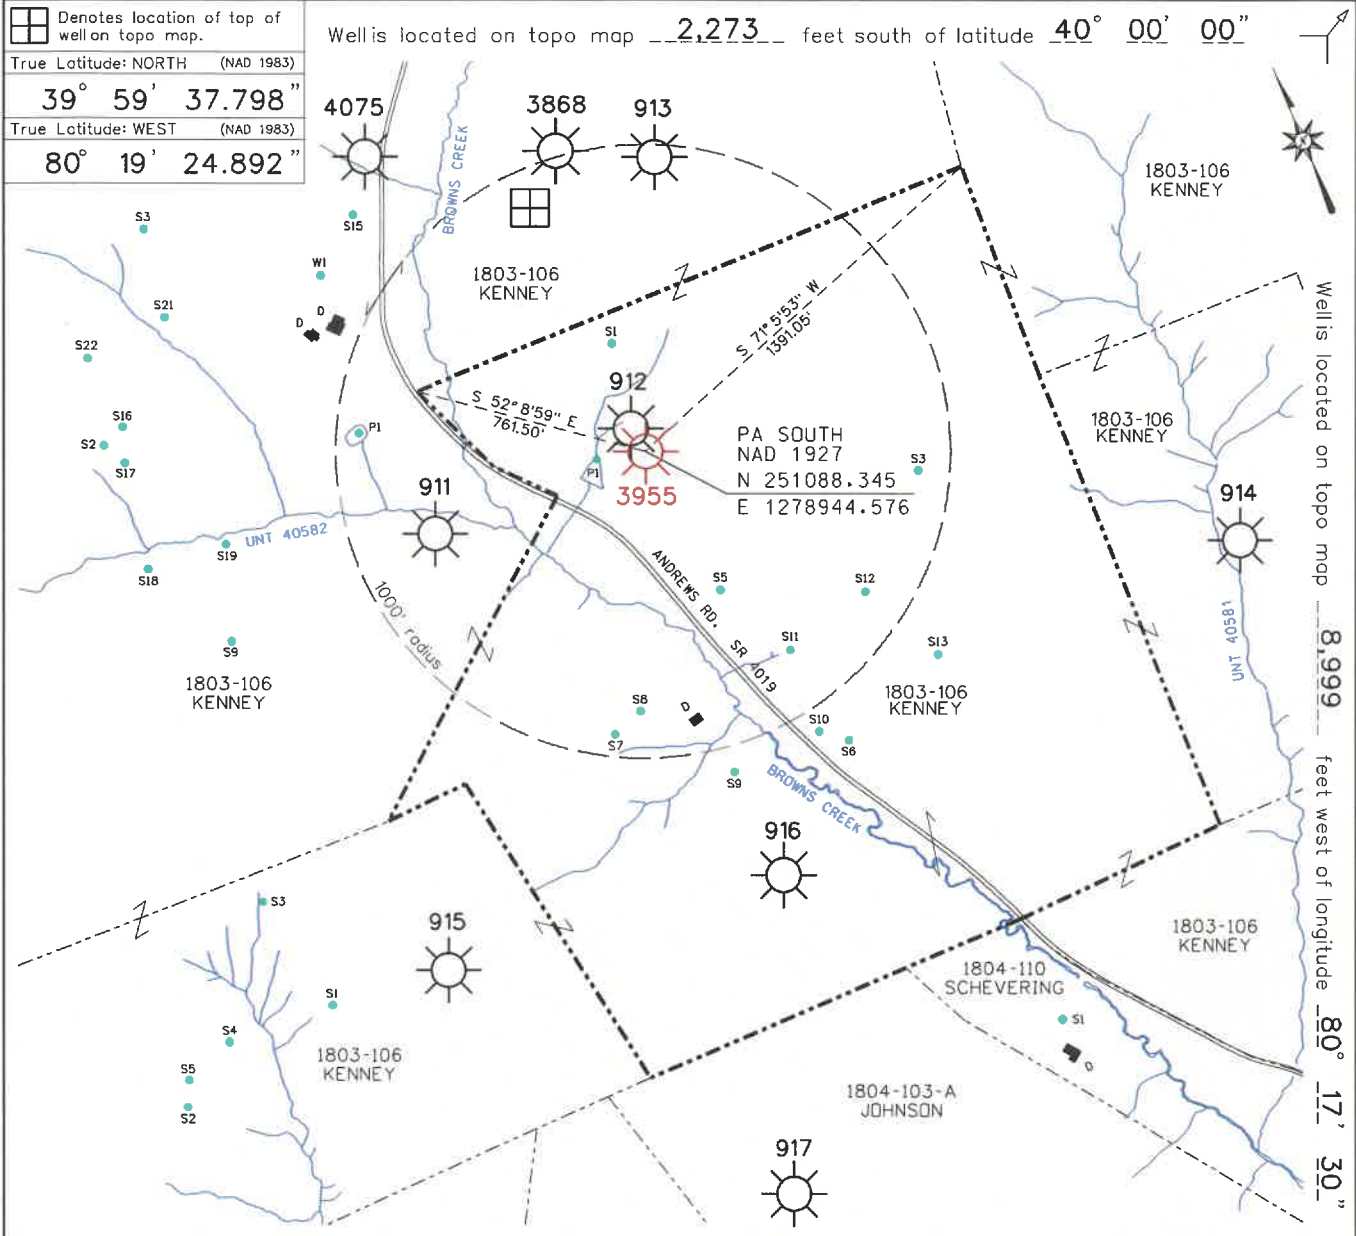 Denotes location of top of
well on topo map.
Well is located on topo map 2,273 feet south of latitude 40° 00' 00"
True Latitude: NORTH (NAD 1983)
39° 59' 37.798"
True Latitude: WEST (NAD 1983)
80° 19' 24.892"
4075
3868
913
BROWNS CREEK
1803-106
KENNEY
S3
S15
W1
1803-106
KENNEY
D
D
S21
S22
S1
S 71° 5'53" W
1391.05'
912
S 52° 8'59" E
761.50'
1803-106
KENNEY
S16
S2
S17
P1
P1
3955
PA SOUTH
NAD 1927
N 251088.345
E 1278944.576
S3
911
914
UNT 40582
S19
S18
1000' radius
ANDREWS RD. SR 4019
S5
S12
S11
S13
S9
UNT 40581
1803-106
KENNEY
1803-106
KENNEY
S8
D
S7
S10
S6
S9
BROWNS CREEK
916
S3
915
1803-106
KENNEY
1804-110
SCHEVERING
S1
S1
S4
D
1803-106
KENNEY
S5
S2
1804-103-A
JOHNSON
917
Well is located on topo map 8,999 feet west of longitude 80° 17' 30"